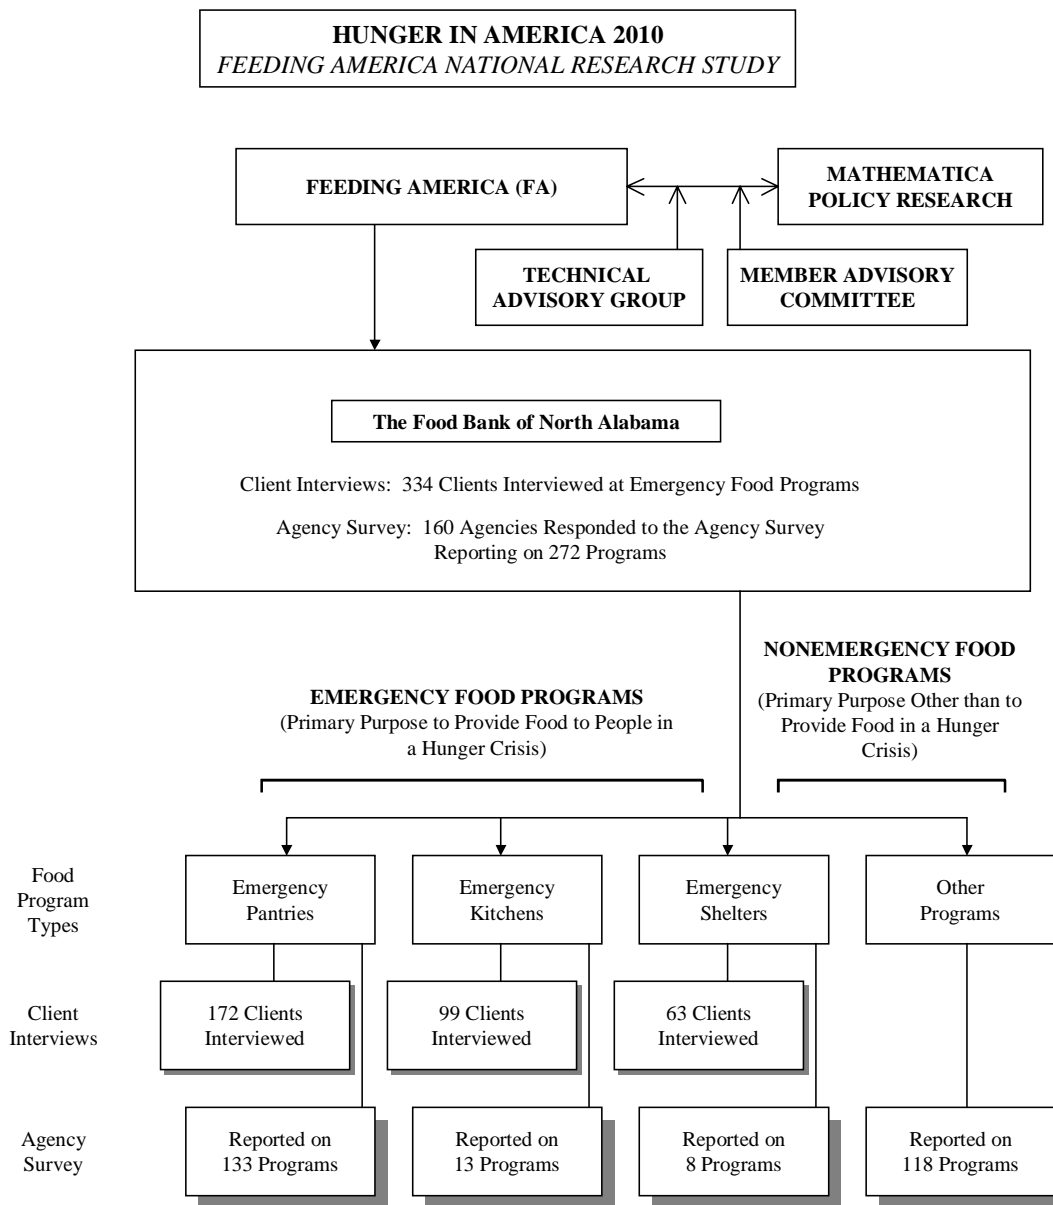 HUNGER IN AMERICA 2010
FEEDING AMERICA NATIONAL RESEARCH STUDY
FEEDING AMERICA (FA)
MATHEMATICA
POLICY RESEARCH
TECHNICAL
ADVISORY GROUP
MEMBER ADVISORY
COMMITTEE
The Food Bank of North Alabama
Client Interviews:  334 Clients Interviewed at Emergency Food Programs
Agency Survey:  160 Agencies Responded to the Agency Survey
Reporting on 272 Programs
EMERGENCY FOOD PROGRAMS
(Primary Purpose to Provide Food to People in
a Hunger Crisis)
NONEMERGENCY FOOD
PROGRAMS
(Primary Purpose Other than to
Provide Food in a Hunger
Crisis)
Food
Program
Types
Emergency
Pantries
Emergency
Kitchens
Emergency
Shelters
Other
Programs
Client
Interviews
172 Clients
Interviewed
99 Clients
Interviewed
63 Clients
Interviewed
Agency
Survey
Reported on
133 Programs
Reported on
13 Programs
Reported on
8 Programs
Reported on
118 Programs